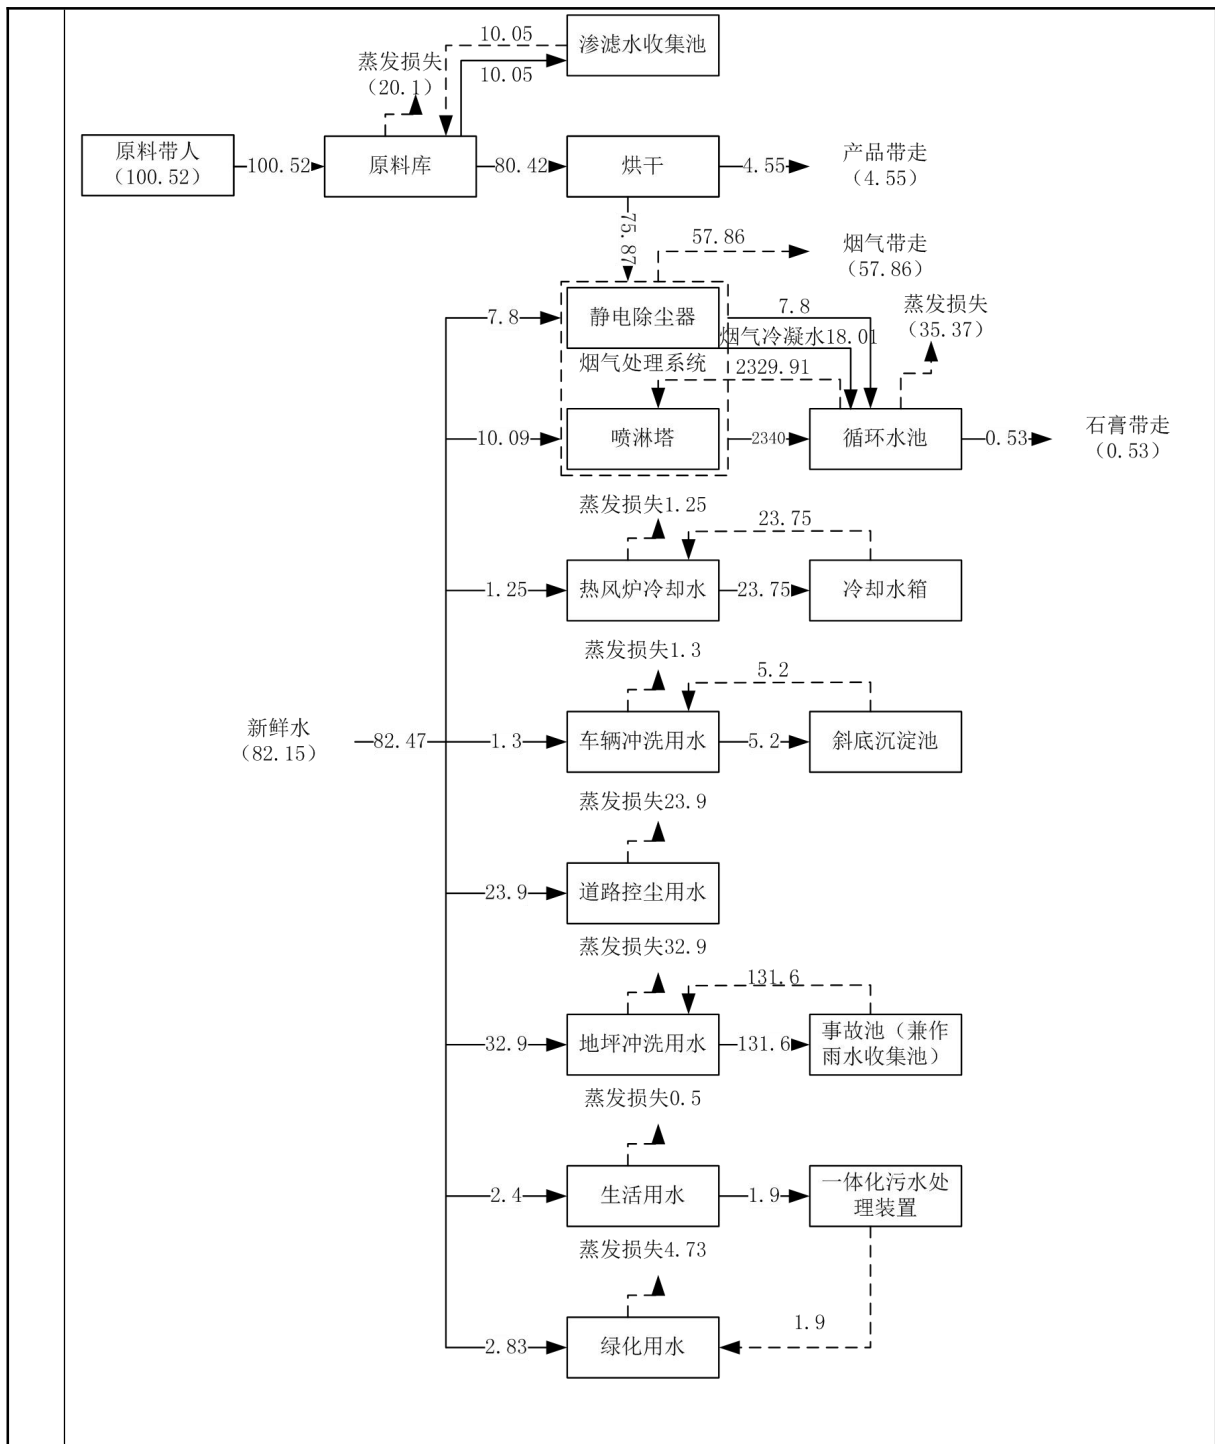 10.05
渗滤水收集池
蒸发损失
（20.1）
10.05
原料带人
（100.52）
100.52
原料库
80.42
烘干
4.55
产品带走
（4.55）
75.87
57.86
烟气带走
（57.86）
7.8
静电除尘器
7.8
蒸发损失
（35.37）
烟气冷凝水18.01
烟气处理系统
2329.91
10.09
喷淋塔
2340
循环水池
0.53
石膏带走
（0.53）
蒸发损失1.25
23.75
1.25
热风炉冷却水
23.75
冷却水箱
蒸发损失1.3
5.2
新鲜水
（82.15）
82.47
1.3
车辆冲洗用水
5.2
斜底沉淀池
蒸发损失23.9
23.9
道路控尘用水
蒸发损失32.9
131.6
32.9
地坪冲洗用水
131.6
事故池（兼作
雨水收集池）
蒸发损失0.5
2.4
生活用水
1.9
一体化污水处
理装置
蒸发损失4.73
1.9
2.83
绿化用水